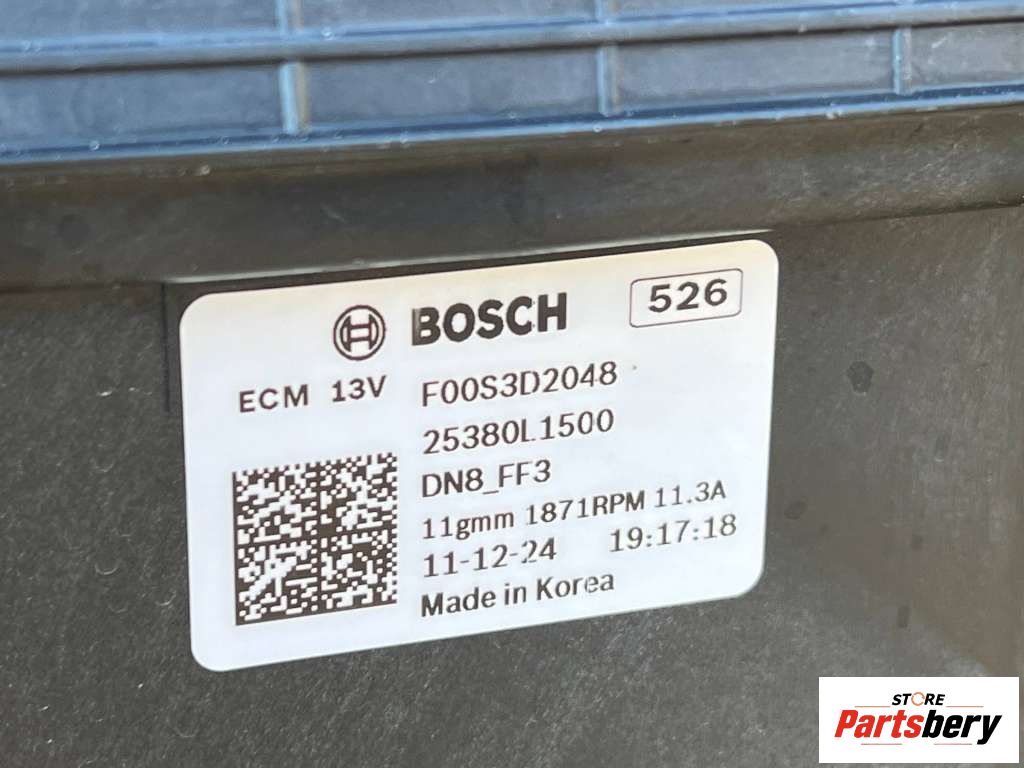 BOSCH 526
ECM 13V F00S3D2048
25380L1500
DN8_FF3
11gmm 1871RPM 11.3A
11-12-24 19:17:18
Made in Korea
STORE
Partsbery